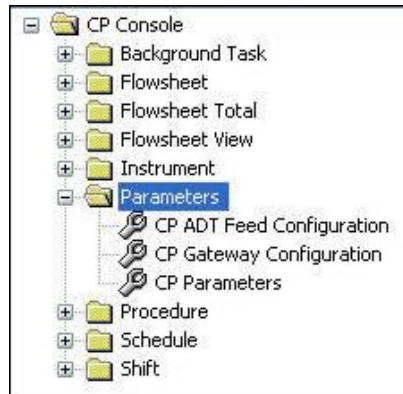 CP Console
Background Task
Flowsheet
Flowsheet Total
Flowsheet View
Instrument
Parameters
CP ADT Feed Configuration
CP Gateway Configuration
CP Parameters
Procedure
Schedule
Shift